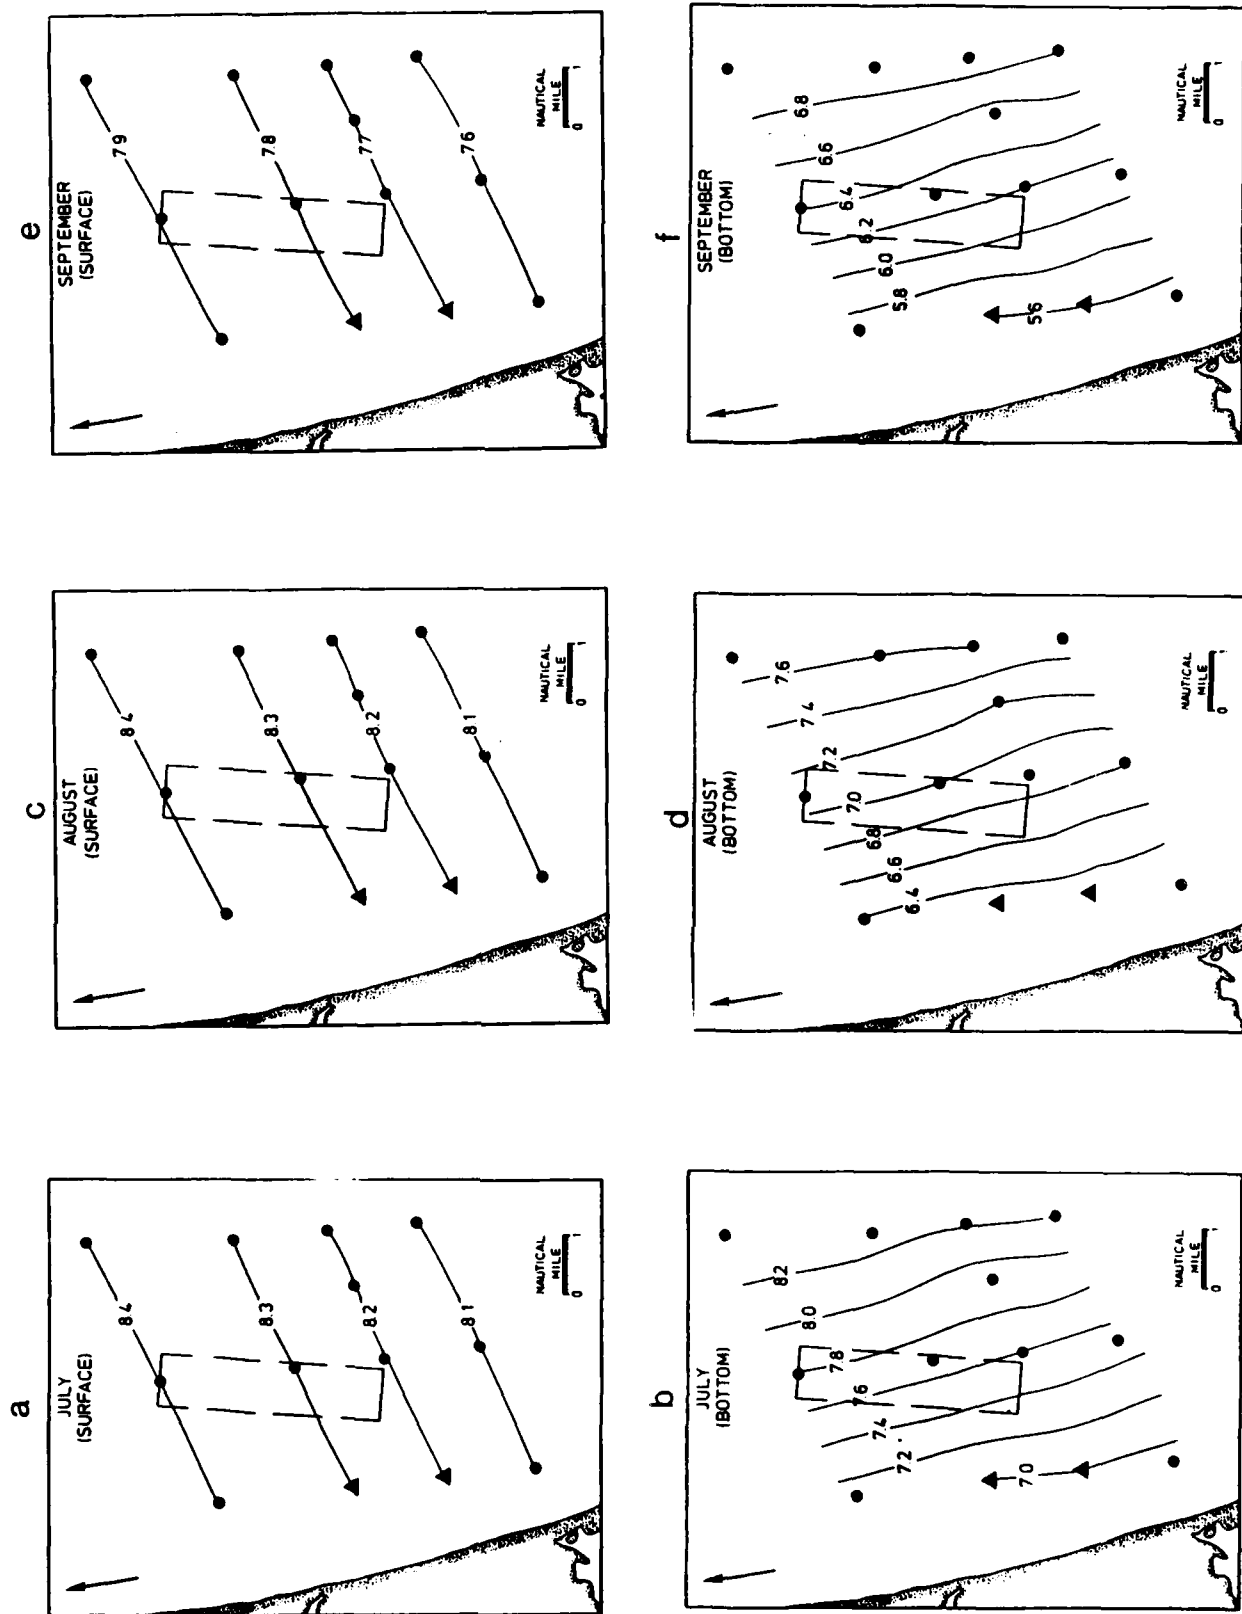 a
JULY
(SURFACE)
8.4
8.3
8.2
8.1
NAUTICAL
MILE
0 1
b
JULY
(BOTTOM)
8.2
8.0
7.8
7.6
7.4
7.2
7.0
NAUTICAL
MILE
0 1
c
AUGUST
(SURFACE)
8.4
8.3
8.2
8.1
NAUTICAL
MILE
0 1
d
AUGUST
(BOTTOM)
7.6
7.4
7.2
7.0
6.8
6.6
6.4
NAUTICAL
MILE
0 1
e
SEPTEMBER
(SURFACE)
7.9
7.8
7.7
7.6
NAUTICAL
MILE
0 1
f
SEPTEMBER
(BOTTOM)
6.8
6.6
6.4
6.2
6.0
5.8
5.6
NAUTICAL
MILE
0 1